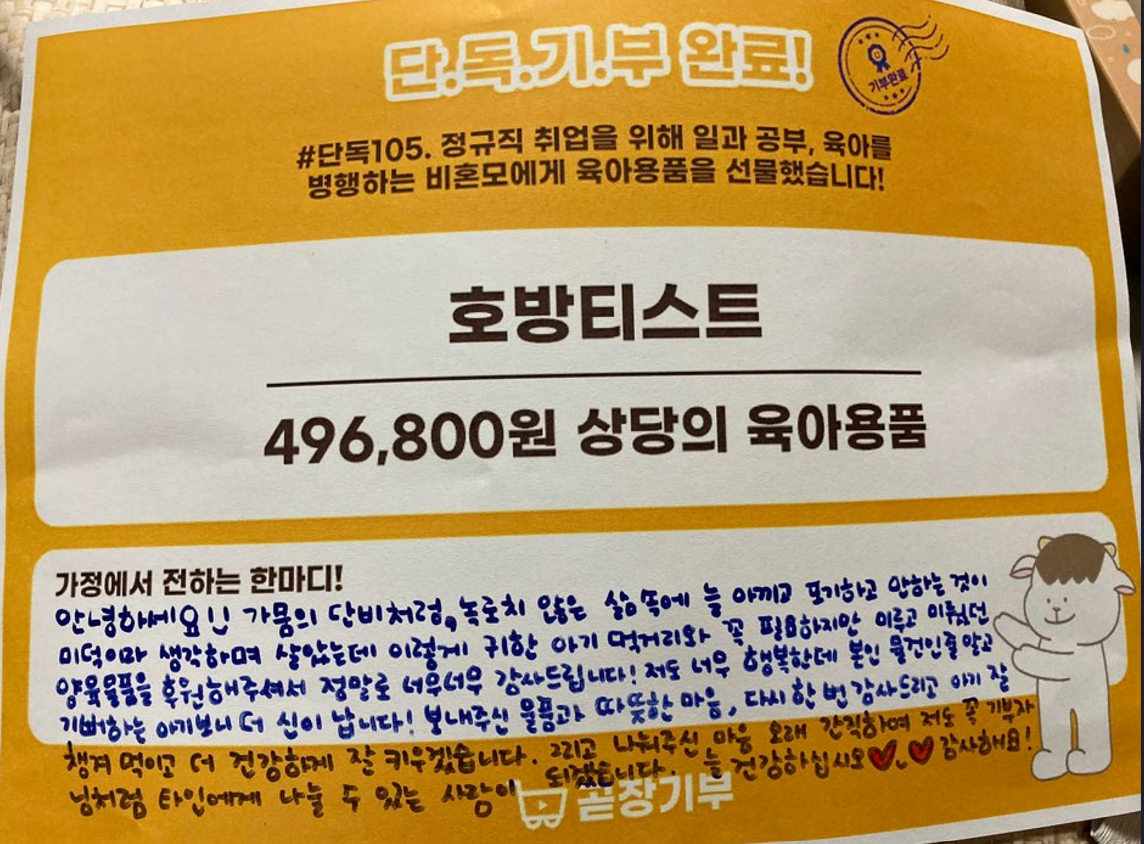 단.독.기.부 완료!
기부완료
#단독105. 정규직 취업을 위해 일과 공부, 육아를
병행하는 비혼모에게 육아용품을 선물했습니다!
호방티스트
496,800원 상당의 육아용품
가정에서 전하는 한마디!
안녕하세요!! 가뭄의 단비처럼, 녹록치 않은 삶속에 늘 아끼고 포기하고 안하는 것이
미덕이라 생각하며 살았는데 이렇게 귀한 아기 먹거리와 꼭 필요하지만 미루고 미뤘던
양육물품을 후원해주셔서 정말로 너무너무 감사드립니다! 저도 너무 행복한데 본인 물건인줄 알고
기뻐하는 아기보니 더 신이 납니다! 보내주신 물품과 따뜻한 마음, 다시 한 번 감사드리고 아기 잘
챙겨 먹이고 더 건강하게 잘 키우겠습니다. 그리고 나눠주신 마음 오래 간직하여 저도 꼭 기부자
님처럼 타인에게 나눌 수 있는 사람이 되겠습니다. 늘 건강하십시오♥.♥ 감사해요!
곧장기부